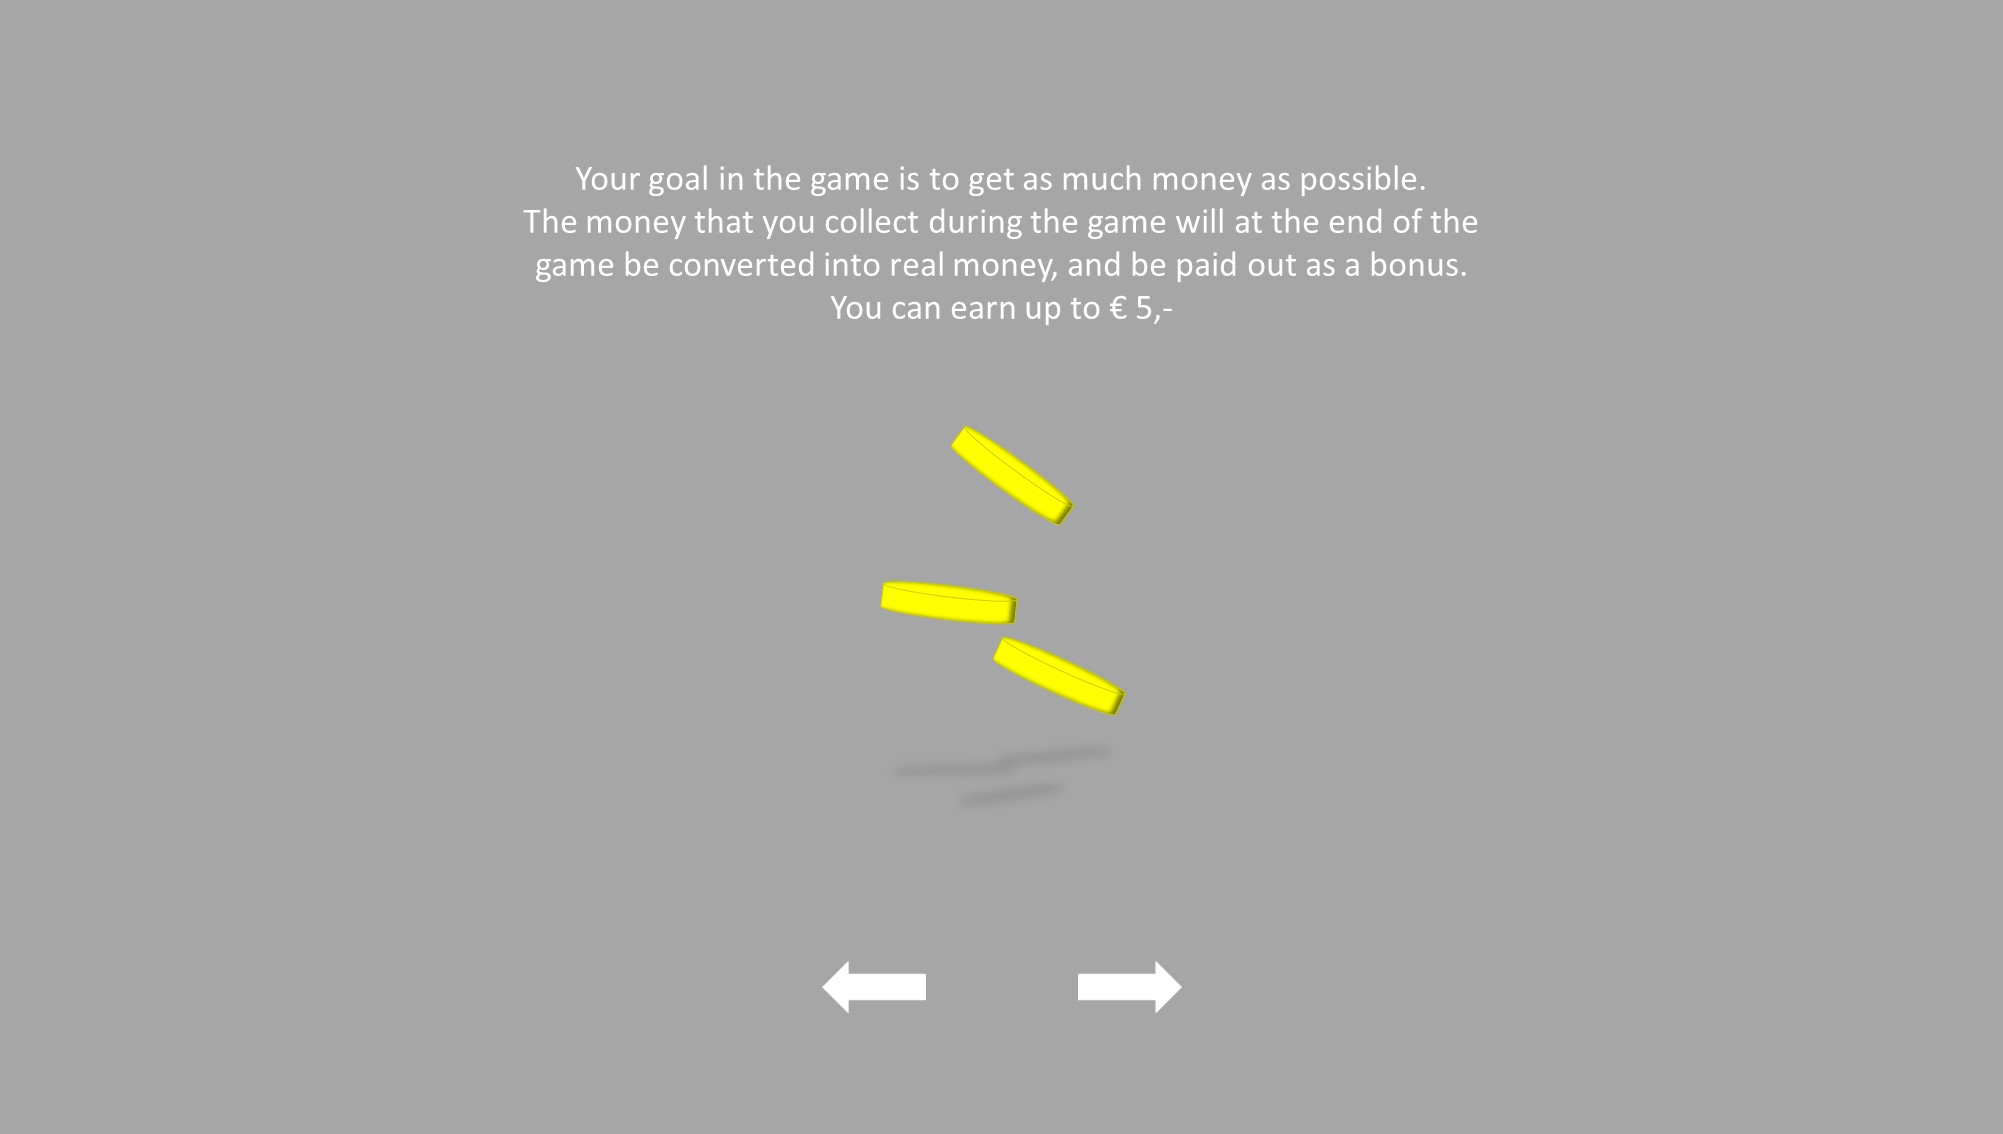 Your goal in the game is to get as much money as possible.
The money that you collect during the game will at the end of the
game be converted into real money, and be paid out as a bonus.
You can earn up to € 5,-